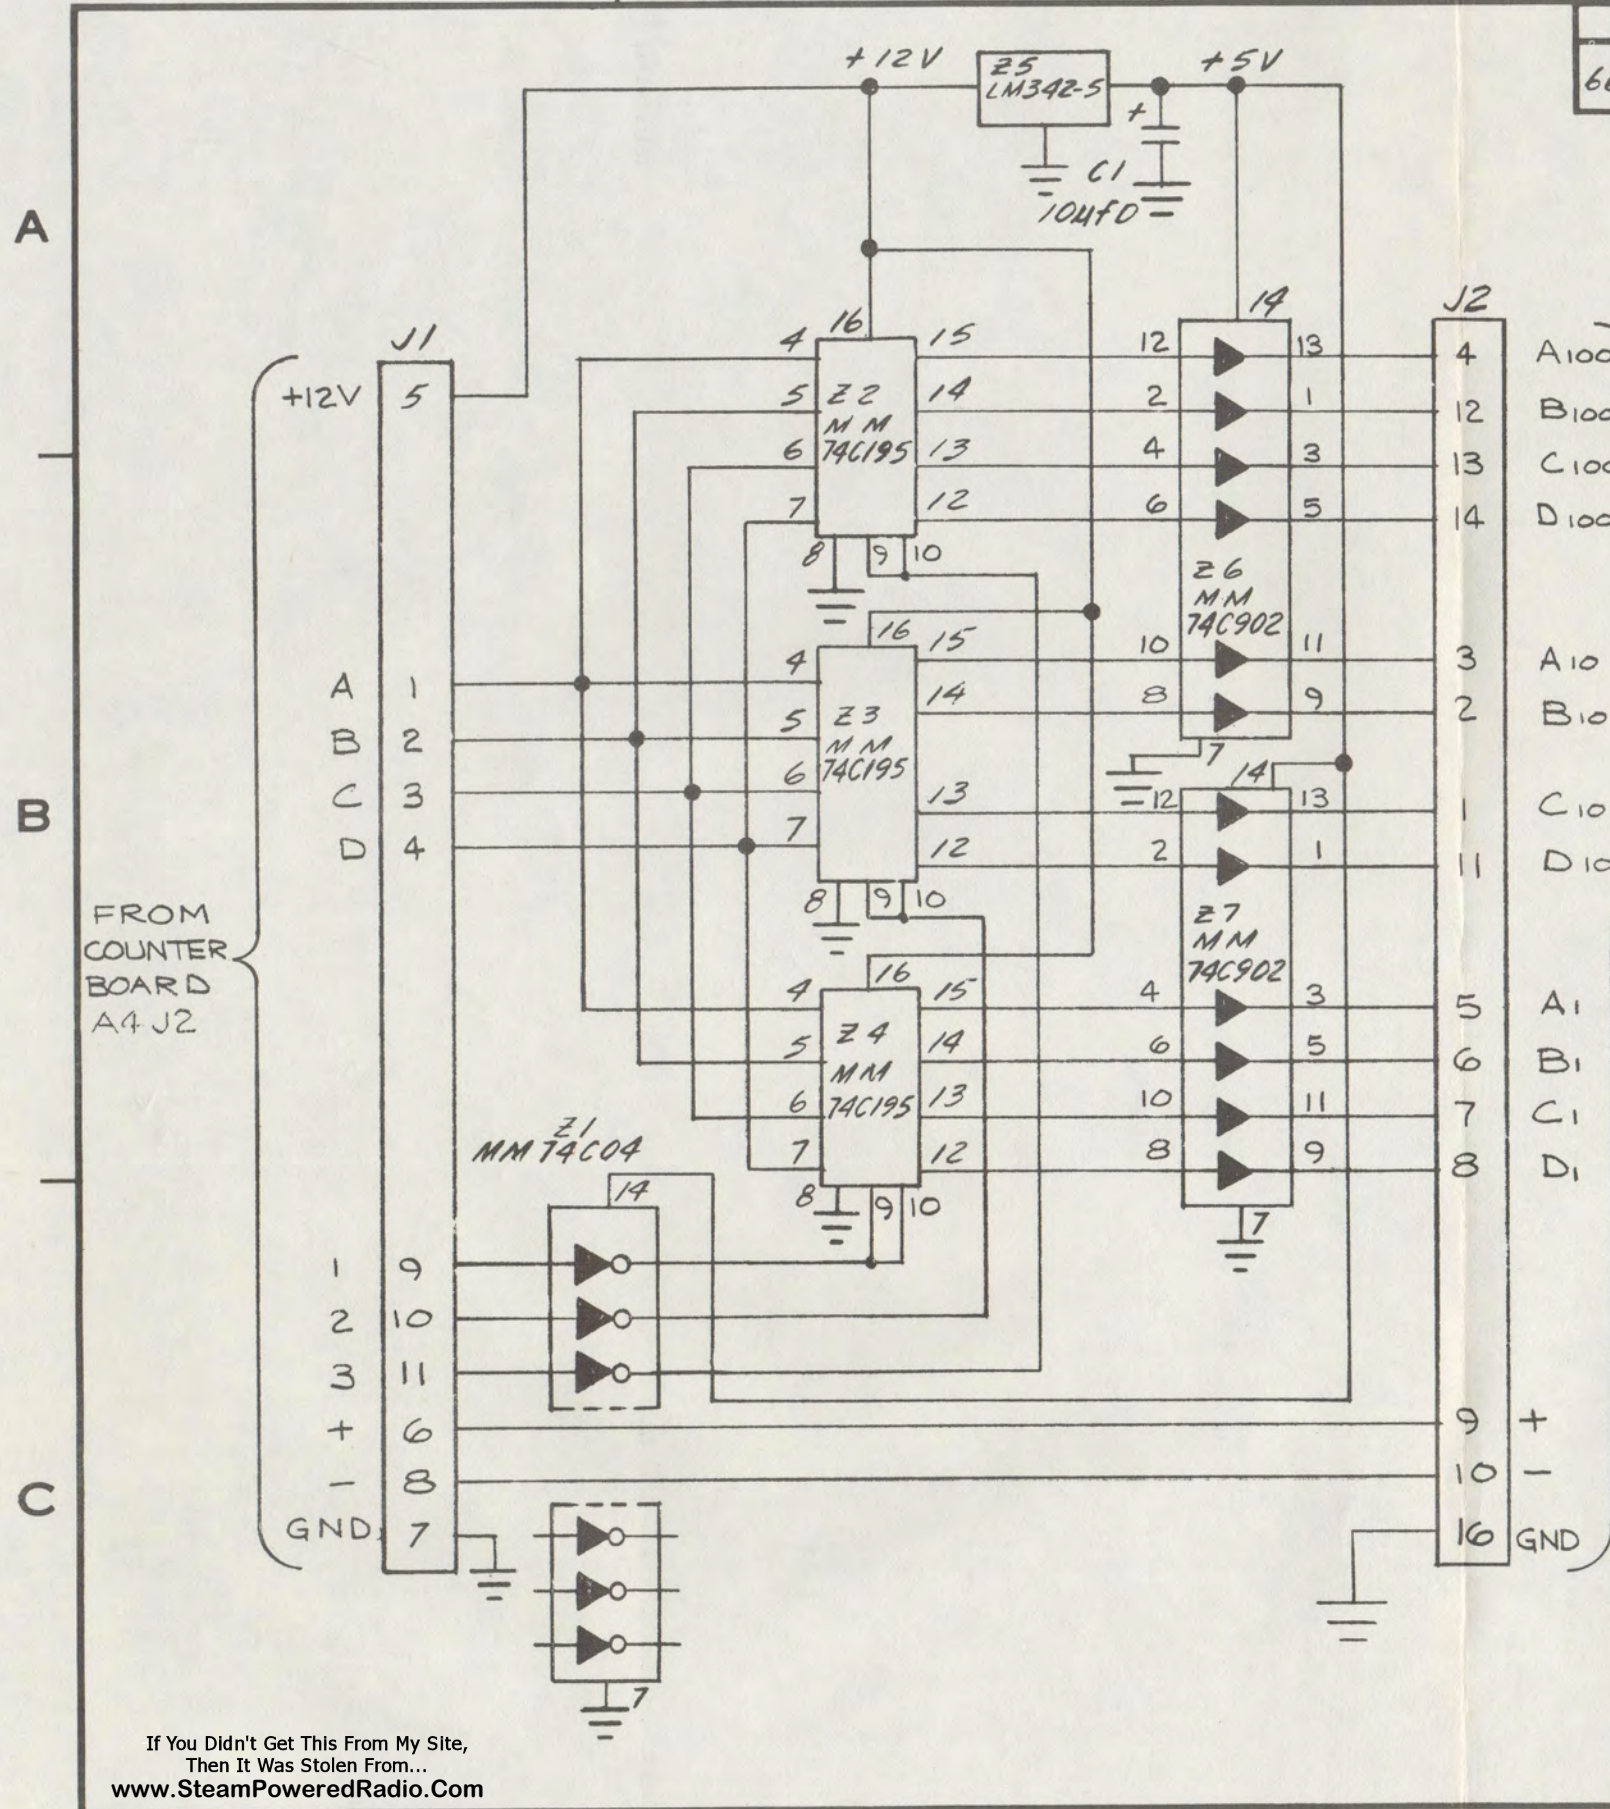 +12V
Z5
LM342-5
+5V
+
C1
10µfD
A
J1
+12V 5
16
4 15
5 Z2 14
MM
6 74C195 13
7 12
8 9 10
14
12 13
2 1
4 3
6 5
Z6
MM
74C902
10 11
8 9
7
J2
4 A100
12 B100
13 C100
14 D100
3 A10
2 B10
1 C10
11 D10
5 A1
6 B1
7 C1
8 D1
9 +
10 −
16 GND
B
A 1
B 2
C 3
D 4
16
4 15
5 Z3 14
MM
6 74C195 13
7 12
8 9 10
14
12 13
2 1
Z7
MM
74C902
4 3
6 5
10 11
8 9
7
FROM
COUNTER
BOARD
A4 J2
16
4 15
5 Z4 14
MM
6 74C195 13
7 12
8 9 10
Z1
MM74C04
14
1 9
2 10
3 11
+ 6
− 8
GND 7
C
7
If You Didn't Get This From My Site,
Then It Was Stolen From...
www.SteamPoweredRadio.Com